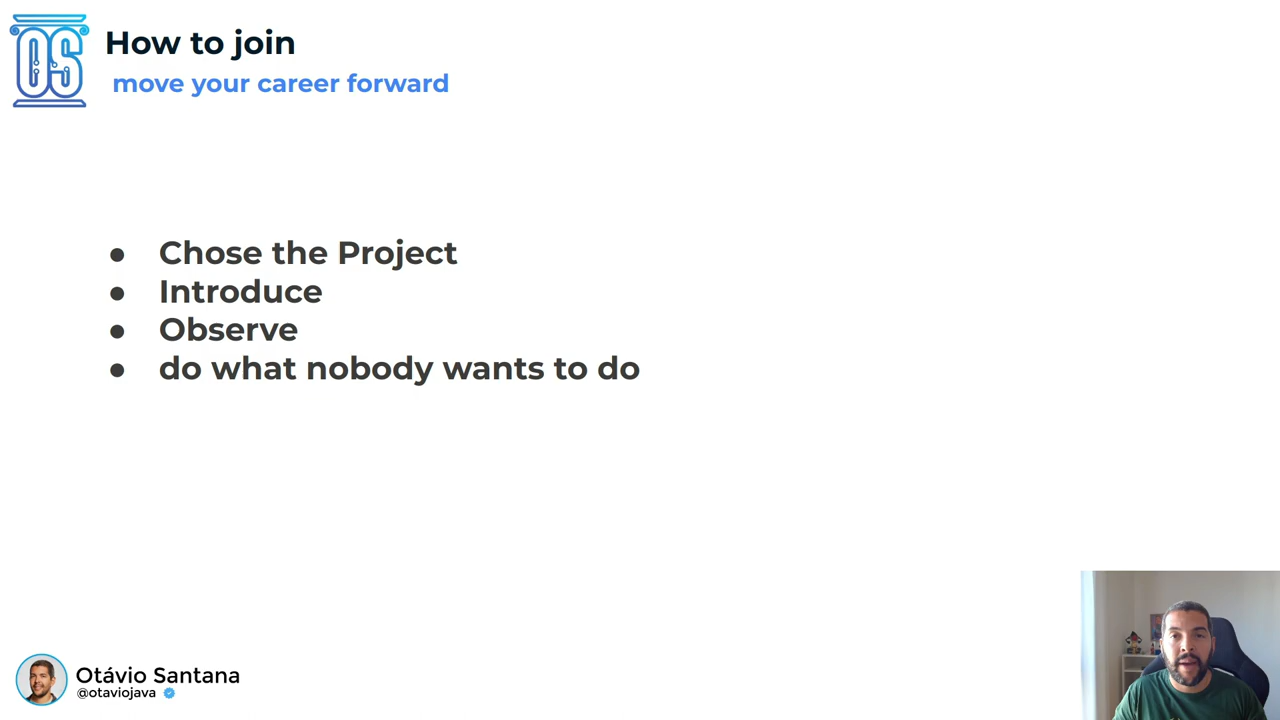 OS
How to join
move your career forward
● Chose the Project
● Introduce
● Observe
● do what nobody wants to do
Otávio Santana
@otaviojava